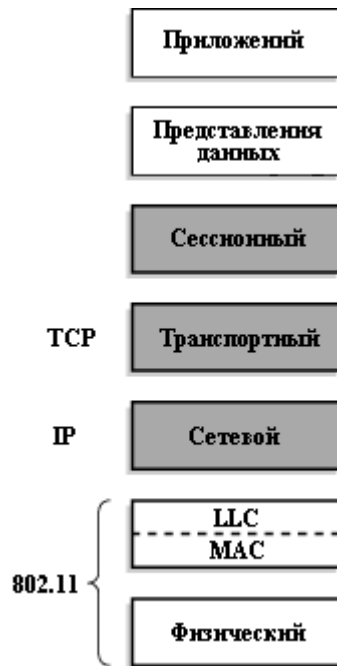 Приложений
Представления
данных
Сессионный
TCP
Транспортный
IP
Сетевой
LLC
MAC
802.11
Физический